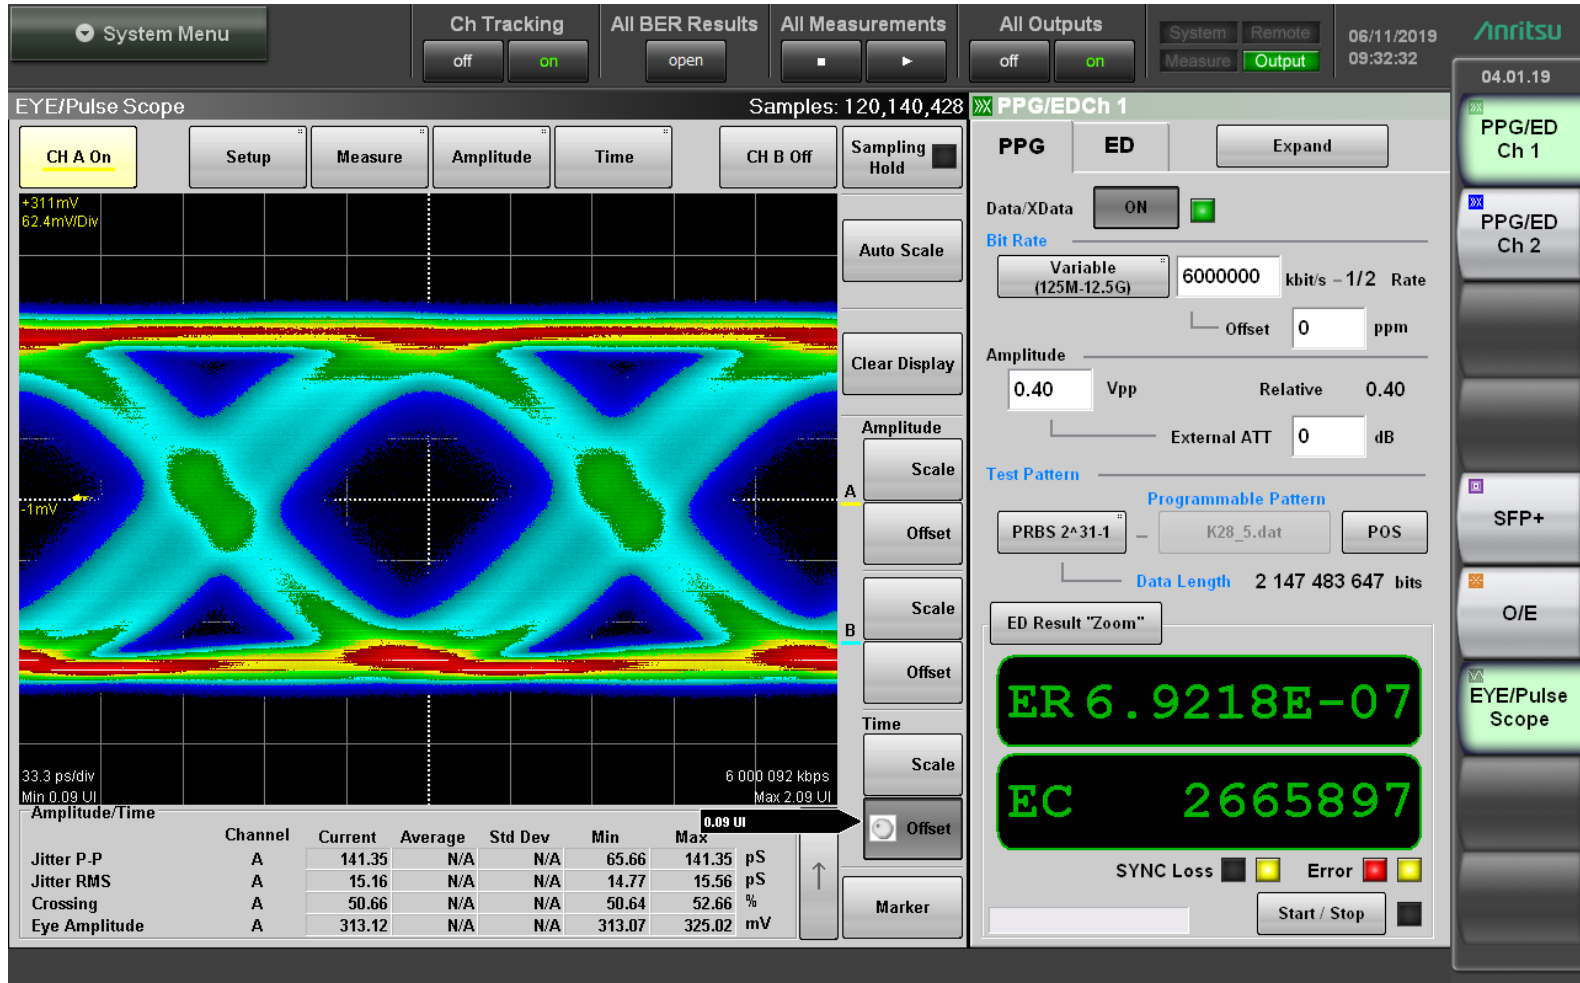 System Menu
Ch Tracking
off on
All BER Results
open
All Measurements
All Outputs
off on
System Remote
Measure Output
06/11/2019
09:32:32
Anritsu
04.01.19
EYE/Pulse Scope
Samples: 120,140,428
CH A On
Setup
Measure
Amplitude
Time
CH B Off
Sampling
Hold
+311mV
62.4mV/Div
-1mV
33.3 ps/div
Min 0.09 UI
6 000 092 kbps
Max 2.09 UI
Auto Scale
Clear Display
Amplitude
Scale
A
Offset
Scale
B
Offset
Time
Scale
0.09 UI
Offset
Marker
Amplitude/Time
Channel Current Average Std Dev Min Max
Jitter P-P A 141.35 N/A N/A 65.66 141.35 pS
Jitter RMS A 15.16 N/A N/A 14.77 15.56 pS
Crossing A 50.66 N/A N/A 50.64 52.66 %
Eye Amplitude A 313.12 N/A N/A 313.07 325.02 mV
PPG/EDCh 1
PPG ED Expand
Data/XData ON
Bit Rate
Variable
(125M-12.5G)
6000000 kbit/s -1/2 Rate
Offset 0 ppm
Amplitude
0.40 Vpp Relative 0.40
External ATT 0 dB
Test Pattern
Programmable Pattern
PRBS 2^31-1 K28_5.dat POS
Data Length 2 147 483 647 bits
ED Result "Zoom"
ER 6.9218E-07
EC 2665897
SYNC Loss Error
Start / Stop
PPG/ED
Ch 1
PPG/ED
Ch 2
SFP+
O/E
EYE/Pulse
Scope